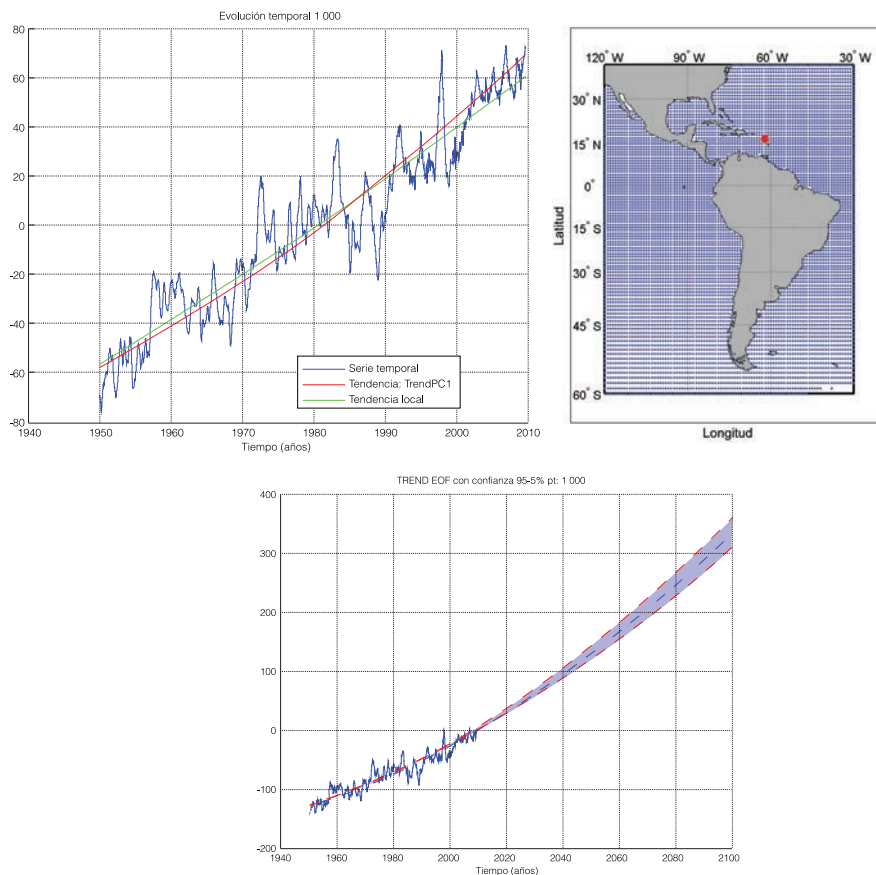 Evolución temporal 1 000
80
60
40
20
0
-20
-40
-60
-80
Serie temporal
Tendencia: TrendPC1
Tendencia local
1940 1950 1960 1970 1980 1990 2000 2010
Tiempo (años)
120° W 90° W 60° W 30° W
30° N
15° N
0°
15° S
30° S
45° S
60° S
Latitud
Longitud
TREND EOF con confianza 95-5% pt: 1 000
400
300
200
100
0
-100
-200
1940 1960 1980 2000 2020 2040 2060 2080 2100
Tiempo (años)